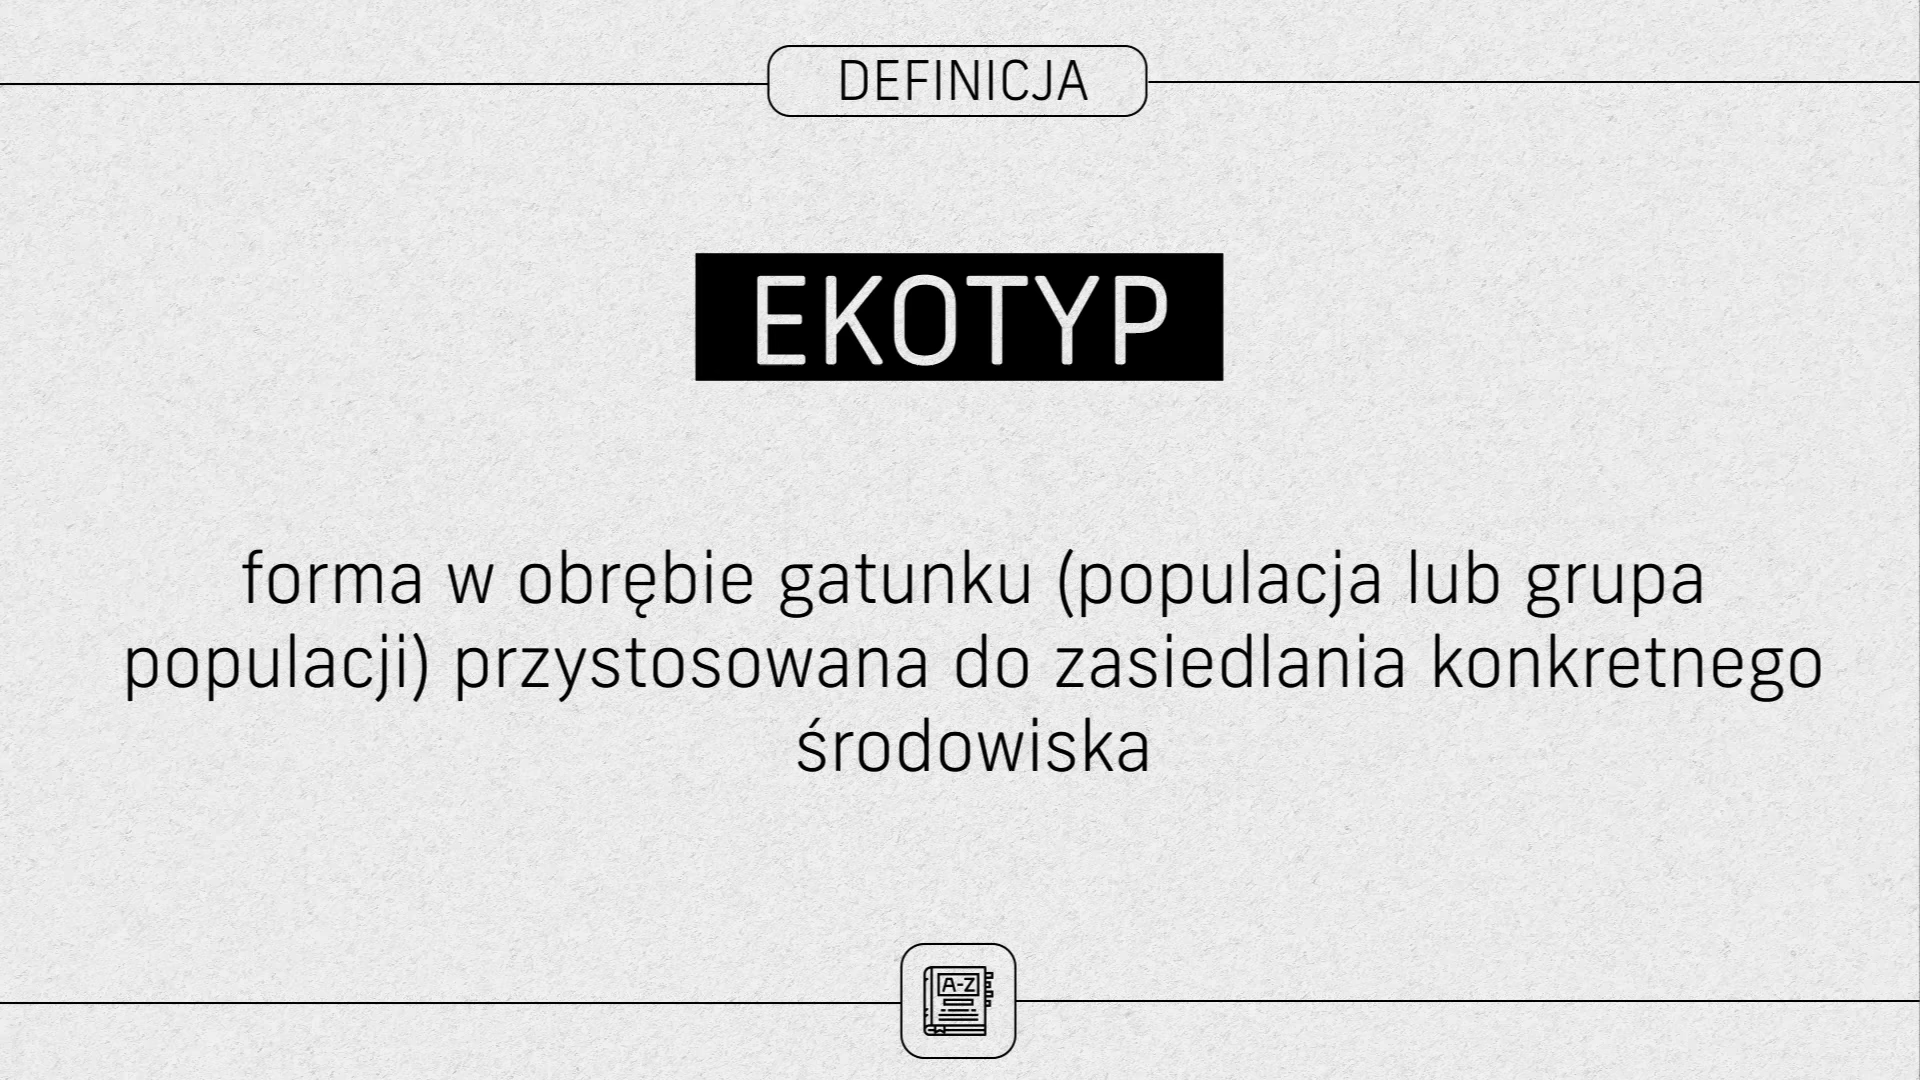 DEFINICJA
EKOTYP
forma w obrębie gatunku (populacja lub grupa
populacji) przystosowana do zasiedlania konkretnego
środowiska
A-Z